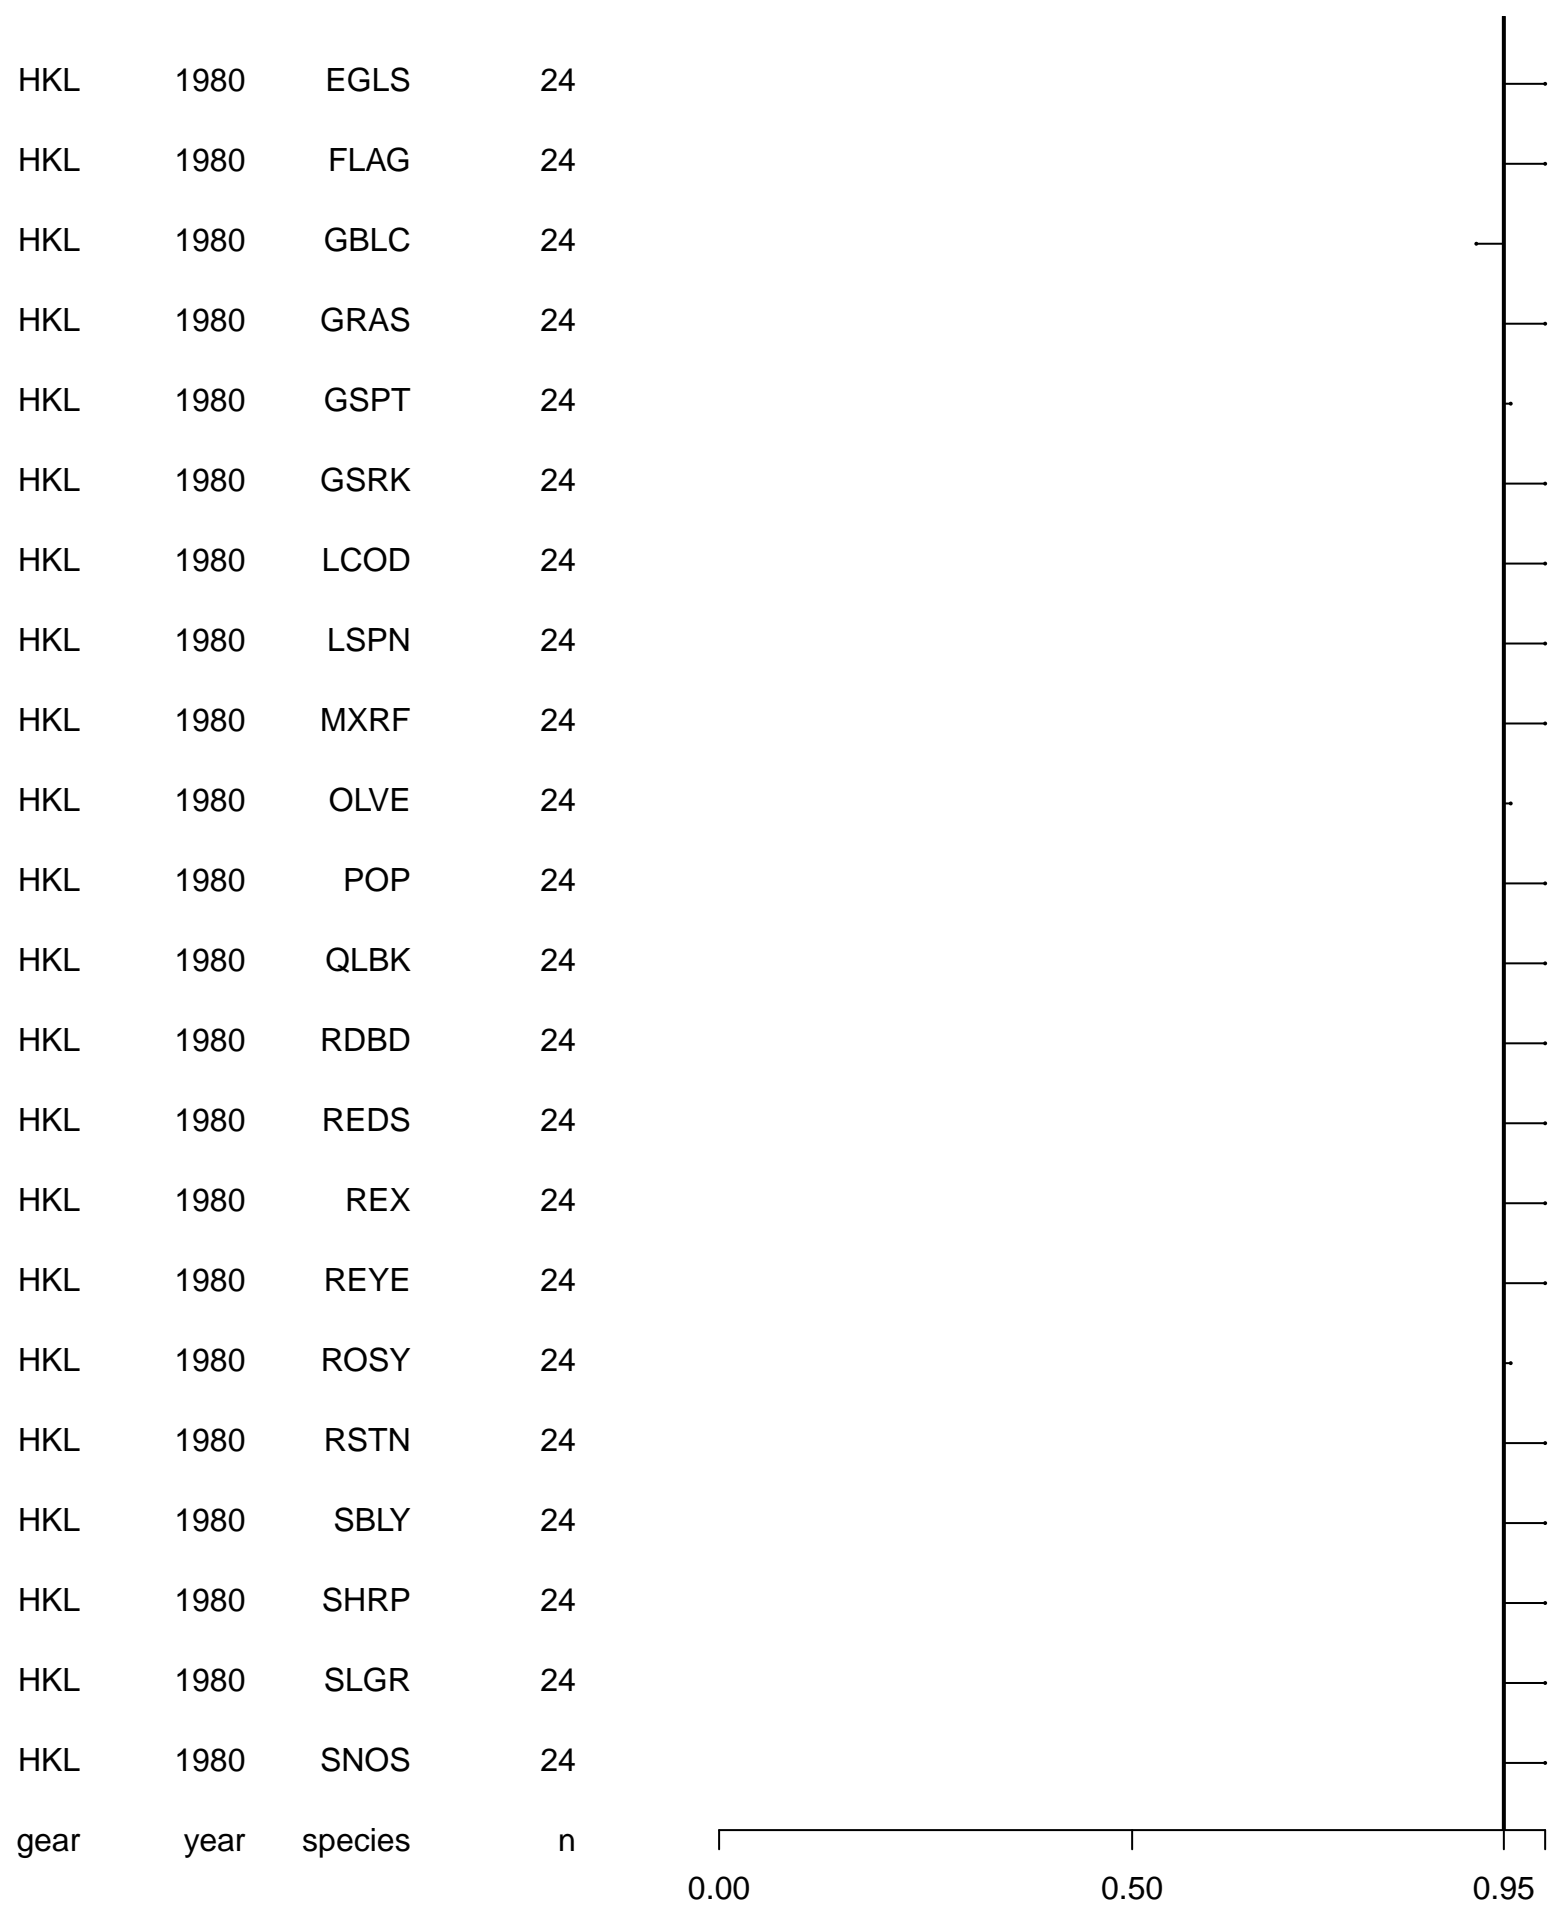 HKL 1980 EGLS 24
HKL 1980 FLAG 24
HKL 1980 GBLC 24
HKL 1980 GRAS 24
HKL 1980 GSPT 24
HKL 1980 GSRK 24
HKL 1980 LCOD 24
HKL 1980 LSPN 24
HKL 1980 MXRF 24
HKL 1980 OLVE 24
HKL 1980 POP 24
HKL 1980 QLBK 24
HKL 1980 RDBD 24
HKL 1980 REDS 24
HKL 1980 REX 24
HKL 1980 REYE 24
HKL 1980 ROSY 24
HKL 1980 RSTN 24
HKL 1980 SBLY 24
HKL 1980 SHRP 24
HKL 1980 SLGR 24
HKL 1980 SNOS 24
gear year species n
0.00 0.50 0.95